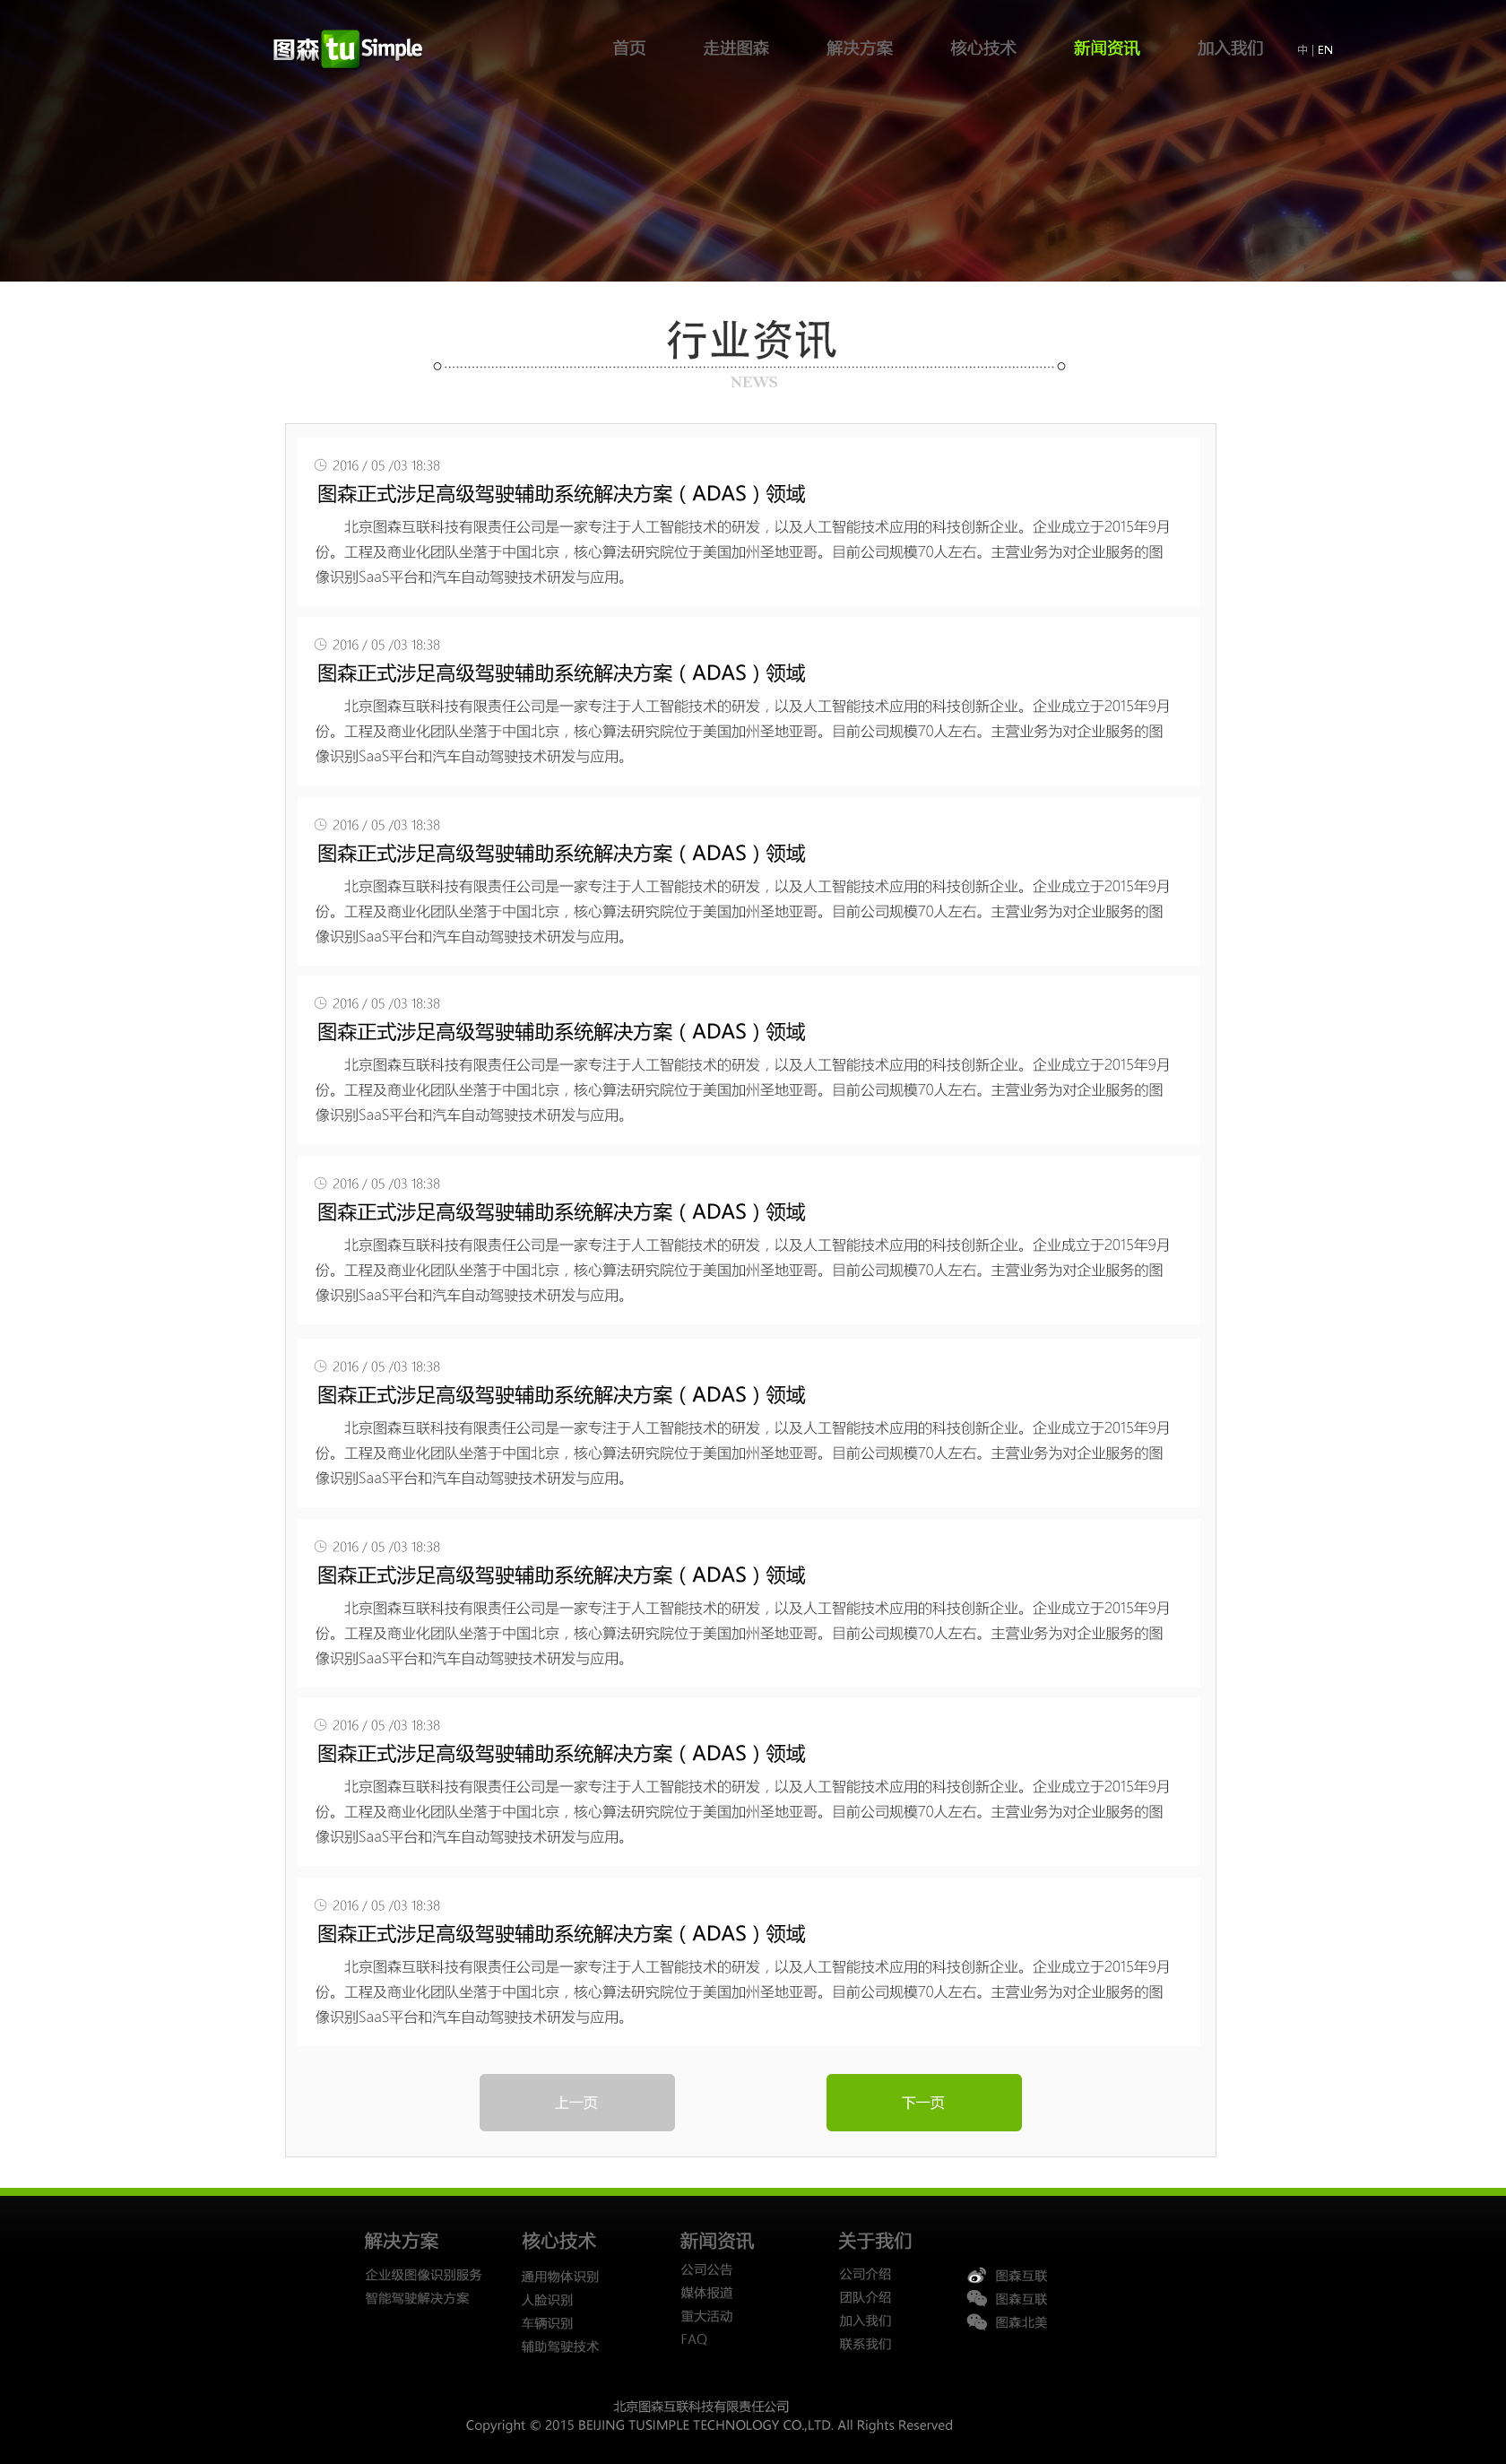 图森 tu Simple
首页 走进图森 解决方案 核心技术 新闻资讯 加入我们 中 | EN
行业资讯
NEWS
2016 / 05 /03 18:38
图森正式涉足高级驾驶辅助系统解决方案（ADAS）领域
北京图森互联科技有限责任公司是一家专注于人工智能技术的研发，以及人工智能技术应用的科技创新企业。企业成立于2015年9月
份。工程及商业化团队坐落于中国北京，核心算法研究院位于美国加州圣地亚哥。目前公司规模70人左右。主营业务为对企业服务的图
像识别SaaS平台和汽车自动驾驶技术研发与应用。
2016 / 05 /03 18:38
图森正式涉足高级驾驶辅助系统解决方案（ADAS）领域
北京图森互联科技有限责任公司是一家专注于人工智能技术的研发，以及人工智能技术应用的科技创新企业。企业成立于2015年9月
份。工程及商业化团队坐落于中国北京，核心算法研究院位于美国加州圣地亚哥。目前公司规模70人左右。主营业务为对企业服务的图
像识别SaaS平台和汽车自动驾驶技术研发与应用。
2016 / 05 /03 18:38
图森正式涉足高级驾驶辅助系统解决方案（ADAS）领域
北京图森互联科技有限责任公司是一家专注于人工智能技术的研发，以及人工智能技术应用的科技创新企业。企业成立于2015年9月
份。工程及商业化团队坐落于中国北京，核心算法研究院位于美国加州圣地亚哥。目前公司规模70人左右。主营业务为对企业服务的图
像识别SaaS平台和汽车自动驾驶技术研发与应用。
2016 / 05 /03 18:38
图森正式涉足高级驾驶辅助系统解决方案（ADAS）领域
北京图森互联科技有限责任公司是一家专注于人工智能技术的研发，以及人工智能技术应用的科技创新企业。企业成立于2015年9月
份。工程及商业化团队坐落于中国北京，核心算法研究院位于美国加州圣地亚哥。目前公司规模70人左右。主营业务为对企业服务的图
像识别SaaS平台和汽车自动驾驶技术研发与应用。
2016 / 05 /03 18:38
图森正式涉足高级驾驶辅助系统解决方案（ADAS）领域
北京图森互联科技有限责任公司是一家专注于人工智能技术的研发，以及人工智能技术应用的科技创新企业。企业成立于2015年9月
份。工程及商业化团队坐落于中国北京，核心算法研究院位于美国加州圣地亚哥。目前公司规模70人左右。主营业务为对企业服务的图
像识别SaaS平台和汽车自动驾驶技术研发与应用。
2016 / 05 /03 18:38
图森正式涉足高级驾驶辅助系统解决方案（ADAS）领域
北京图森互联科技有限责任公司是一家专注于人工智能技术的研发，以及人工智能技术应用的科技创新企业。企业成立于2015年9月
份。工程及商业化团队坐落于中国北京，核心算法研究院位于美国加州圣地亚哥。目前公司规模70人左右。主营业务为对企业服务的图
像识别SaaS平台和汽车自动驾驶技术研发与应用。
2016 / 05 /03 18:38
图森正式涉足高级驾驶辅助系统解决方案（ADAS）领域
北京图森互联科技有限责任公司是一家专注于人工智能技术的研发，以及人工智能技术应用的科技创新企业。企业成立于2015年9月
份。工程及商业化团队坐落于中国北京，核心算法研究院位于美国加州圣地亚哥。目前公司规模70人左右。主营业务为对企业服务的图
像识别SaaS平台和汽车自动驾驶技术研发与应用。
2016 / 05 /03 18:38
图森正式涉足高级驾驶辅助系统解决方案（ADAS）领域
北京图森互联科技有限责任公司是一家专注于人工智能技术的研发，以及人工智能技术应用的科技创新企业。企业成立于2015年9月
份。工程及商业化团队坐落于中国北京，核心算法研究院位于美国加州圣地亚哥。目前公司规模70人左右。主营业务为对企业服务的图
像识别SaaS平台和汽车自动驾驶技术研发与应用。
2016 / 05 /03 18:38
图森正式涉足高级驾驶辅助系统解决方案（ADAS）领域
北京图森互联科技有限责任公司是一家专注于人工智能技术的研发，以及人工智能技术应用的科技创新企业。企业成立于2015年9月
份。工程及商业化团队坐落于中国北京，核心算法研究院位于美国加州圣地亚哥。目前公司规模70人左右。主营业务为对企业服务的图
像识别SaaS平台和汽车自动驾驶技术研发与应用。
上一页 下一页
解决方案
企业级图像识别服务
智能驾驶解决方案
核心技术
通用物体识别
人脸识别
车辆识别
辅助驾驶技术
新闻资讯
公司公告
媒体报道
重大活动
FAQ
关于我们
公司介绍
团队介绍
加入我们
联系我们
图森互联
图森互联
图森北美
北京图森互联科技有限责任公司
Copyright © 2015 BEIJING TUSIMPLE TECHNOLOGY CO.,LTD. All Rights Reserved